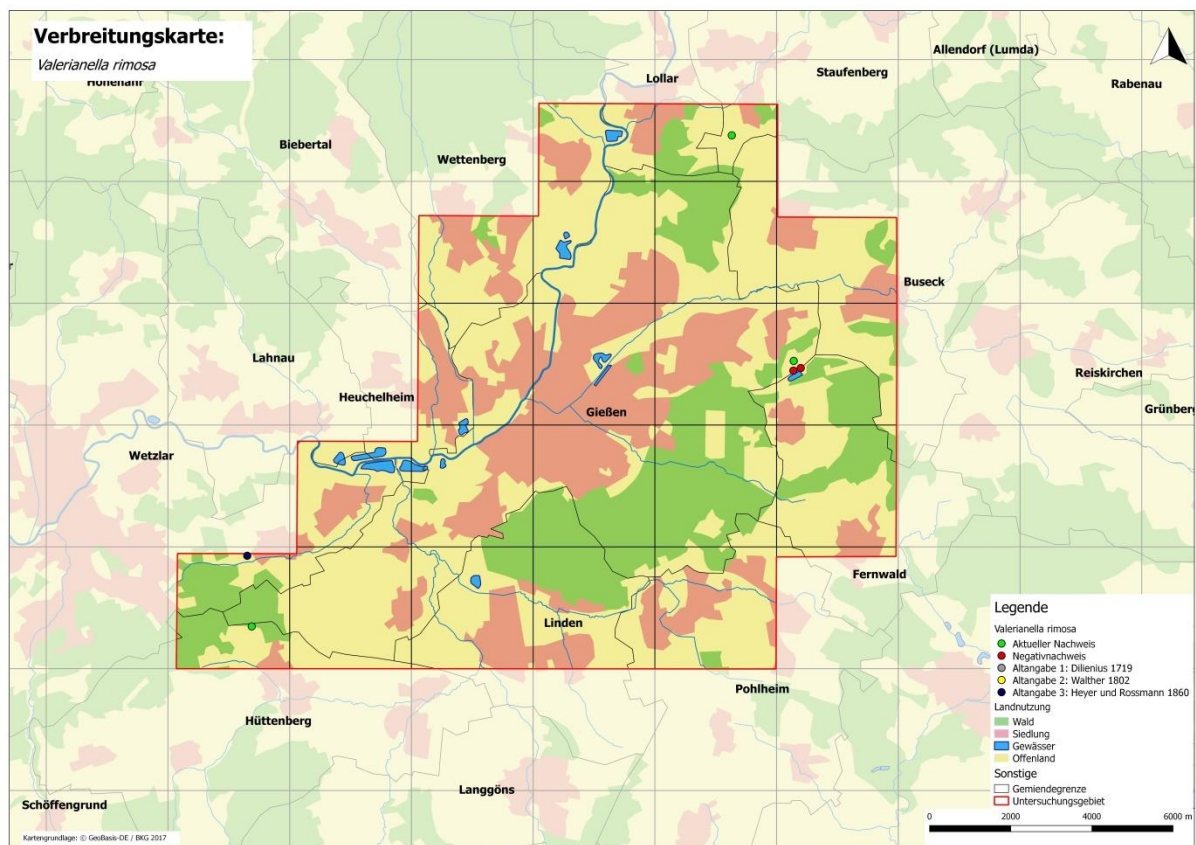 Verbreitungskarte:
Valerianella rimosa
Hohenahr
Allendorf (Lumda)
Lollar
Staufenberg
Rabenau
Biebertal
Wettenberg
Buseck
Lahnau
Reiskirchen
Heuchelheim
Gießen
Grünberg
Wetzlar
Fernwald
Linden
Pohlheim
Hüttenberg
Langgöns
Schöffengrund
Legende
Valerianella rimosa
Aktueller Nachweis
Negativnachweis
Altangabe 1: Dillenius 1719
Altangabe 2: Walther 1802
Altangabe 3: Heyer und Rossmann 1860
Landnutzung
Wald
Siedlung
Gewässer
Offenland
Sonstige
Gemiendegrenze
Untersuchungsgebiet
0 2000 4000 6000 m
Kartengrundlage: © GeoBasis-DE / BKG 2017